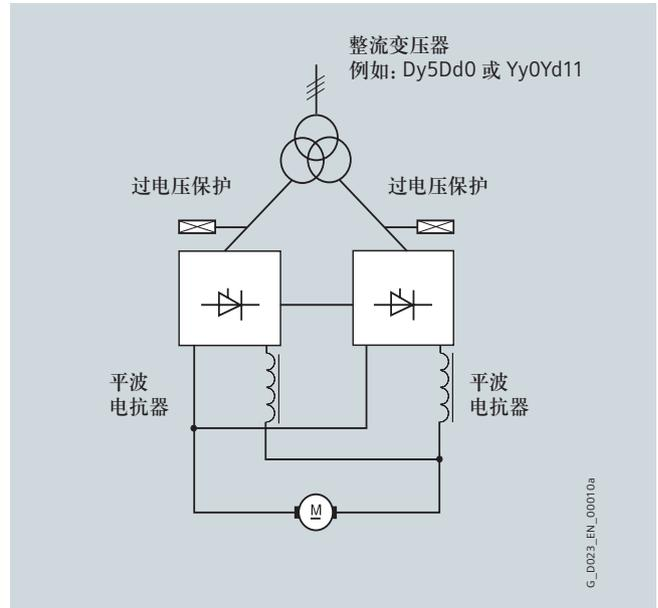 整流变压器
例如: Dy5Dd0 或 Yy0Yd11
过电压保护
过电压保护
平波
电抗器
平波
电抗器
M
G_D023_EN_00010a